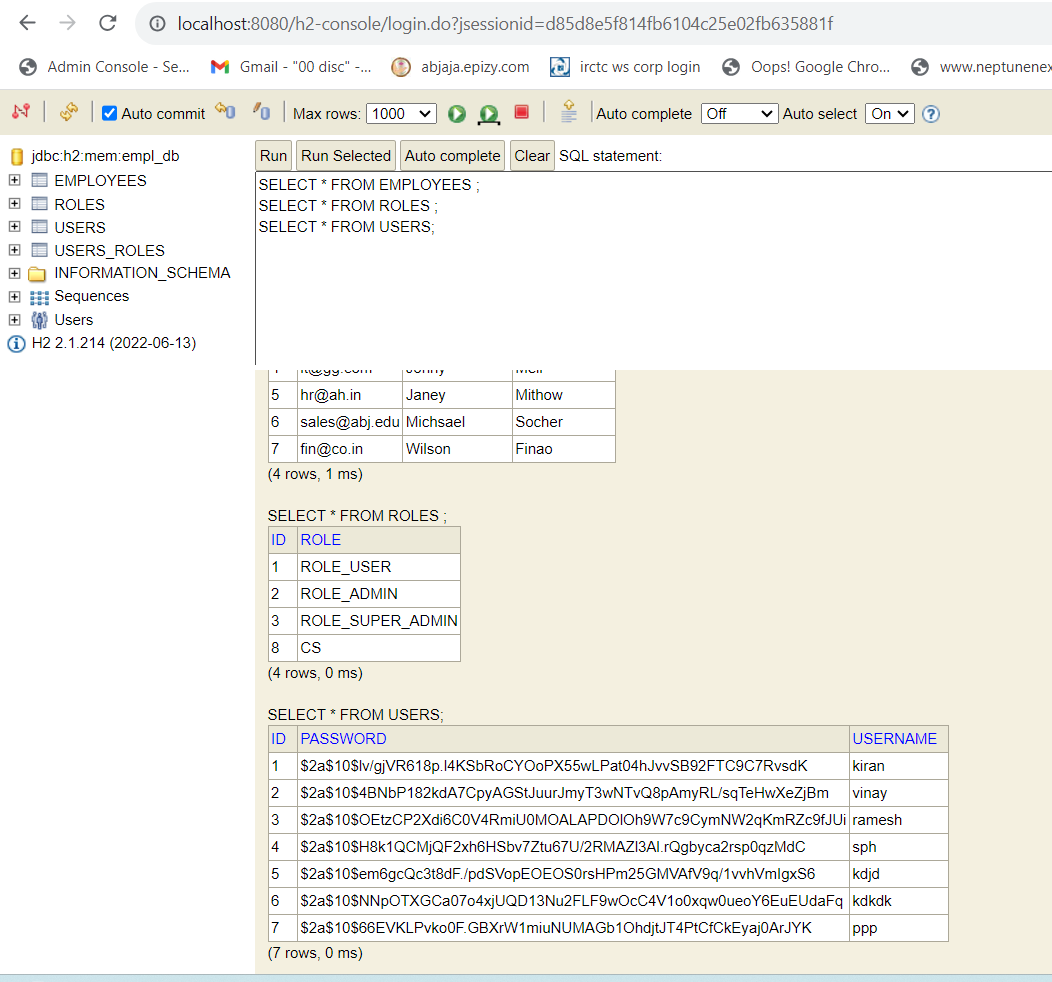 localhost:8080/h2-console/login.do?jsessionid=d85d8e5f814fb6104c25e02fb635881f
Admin Console - Se... Gmail - "00 disc" -... abjaja.epizy.com irctc ws corp login Oops! Google Chro... www.neptunenex
Auto commit Max rows: 1000 Auto complete Off Auto select On ?
jdbc:h2:mem:empl_db
EMPLOYEES
ROLES
USERS
USERS_ROLES
INFORMATION_SCHEMA
Sequences
Users
H2 2.1.214 (2022-06-13)
Run Run Selected Auto complete Clear SQL statement:
SELECT * FROM EMPLOYEES ;
SELECT * FROM ROLES ;
SELECT * FROM USERS;
5 hr@ah.in Janey Mithow
6 sales@abj.edu Michsael Socher
7 fin@co.in Wilson Finao
(4 rows, 1 ms)
SELECT * FROM ROLES ;
ID ROLE
1 ROLE_USER
2 ROLE_ADMIN
3 ROLE_SUPER_ADMIN
8 CS
(4 rows, 0 ms)
SELECT * FROM USERS;
ID PASSWORD USERNAME
1 $2a$10$lv/gjVR618p.l4KSbRoCYOoPX55wLPat04hJvvSB92FTC9C7RvsdK kiran
2 $2a$10$4BNbP182kdA7CpyAGStJuurJmyT3wNTvQ8pAmyRL/sqTeHwXeZjBm vinay
3 $2a$10$OEtzCP2Xdi6C0V4RmiU0MOALAPDOlOh9W7c9CymNW2qKmRZc9fJUi ramesh
4 $2a$10$H8k1QCMjQF2xh6HSbv7Ztu67U/2RMAZl3Al.rQgbyca2rsp0qzMdC sph
5 $2a$10$em6gcQc3t8dF./pdSVopEOEOS0rsHPm25GMVAfV9q/1vvhVmlgxS6 kdjd
6 $2a$10$NNpOTXGCa07o4xjUQD13Nu2FLF9wOcC4V1o0xqw0ueoY6EuEUdaFq kdkdk
7 $2a$10$66EVKLPvko0F.GBXrW1miuNUMAGb1OhdjtJT4PtCfCkEyaj0ArJYK ppp
(7 rows, 0 ms)